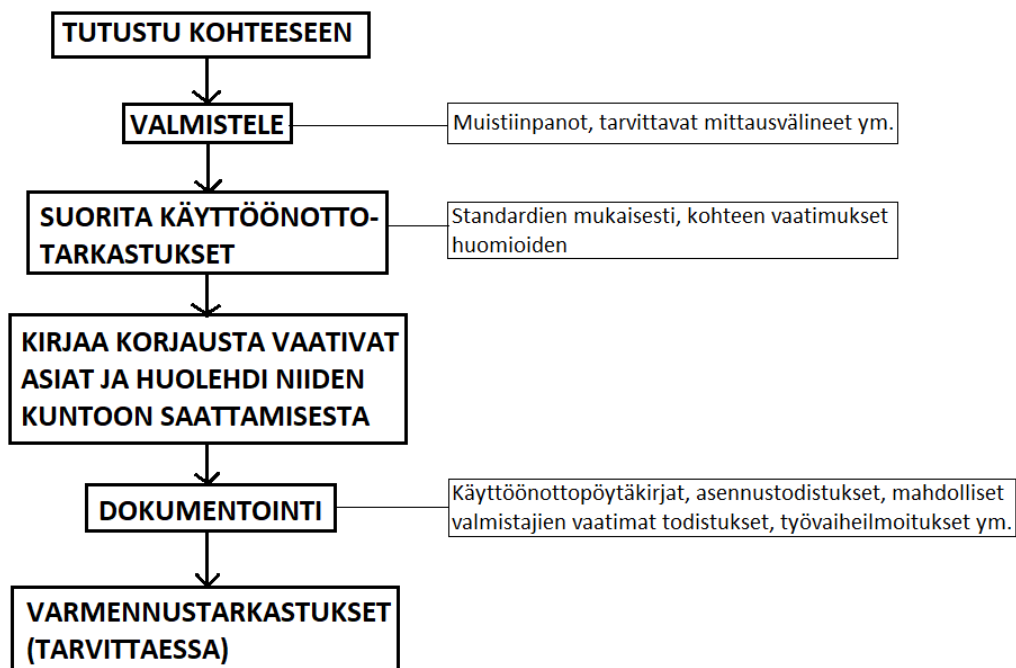 TUTUSTU KOHTEESEEN
VALMISTELE
Muistiinpanot, tarvittavat mittausvälineet ym.
SUORITA KÄYTTÖÖNOTTO-
TARKASTUKSET
Standardien mukaisesti, kohteen vaatimukset
huomioiden
KIRJAA KORJAUSTA VAATIVAT
ASIAT JA HUOLEHDI NIIDEN
KUNTOON SAATTAMISESTA
DOKUMENTOINTI
Käyttöönottopöytäkirjat, asennustodistukset, mahdolliset
valmistajien vaatimat todistukset, työvaiheilmoitukset ym.
VARMENNUSTARKASTUKSET
(TARVITTAESSA)